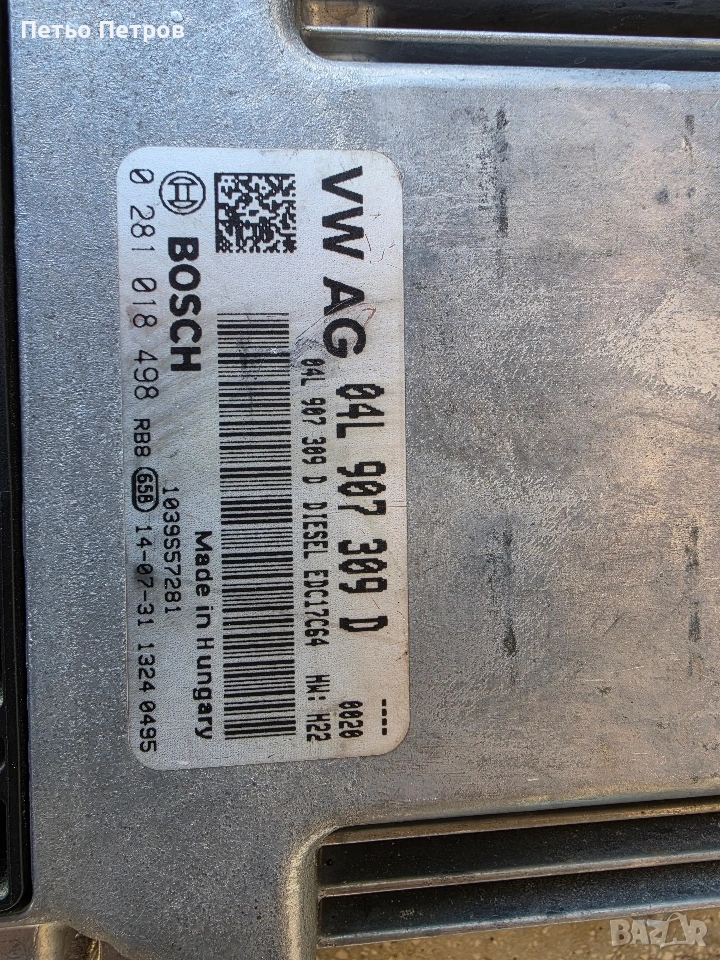 Петьо Петров
VW AG 04L 907 309 D ----
04L 907 309 D DIESEL EDC17C64 HW: H22 0020
BOSCH
Made in Hungary
1039S57281
0 281 018 498 RB8 65B 14-07-31 1324 0495
BAZAR